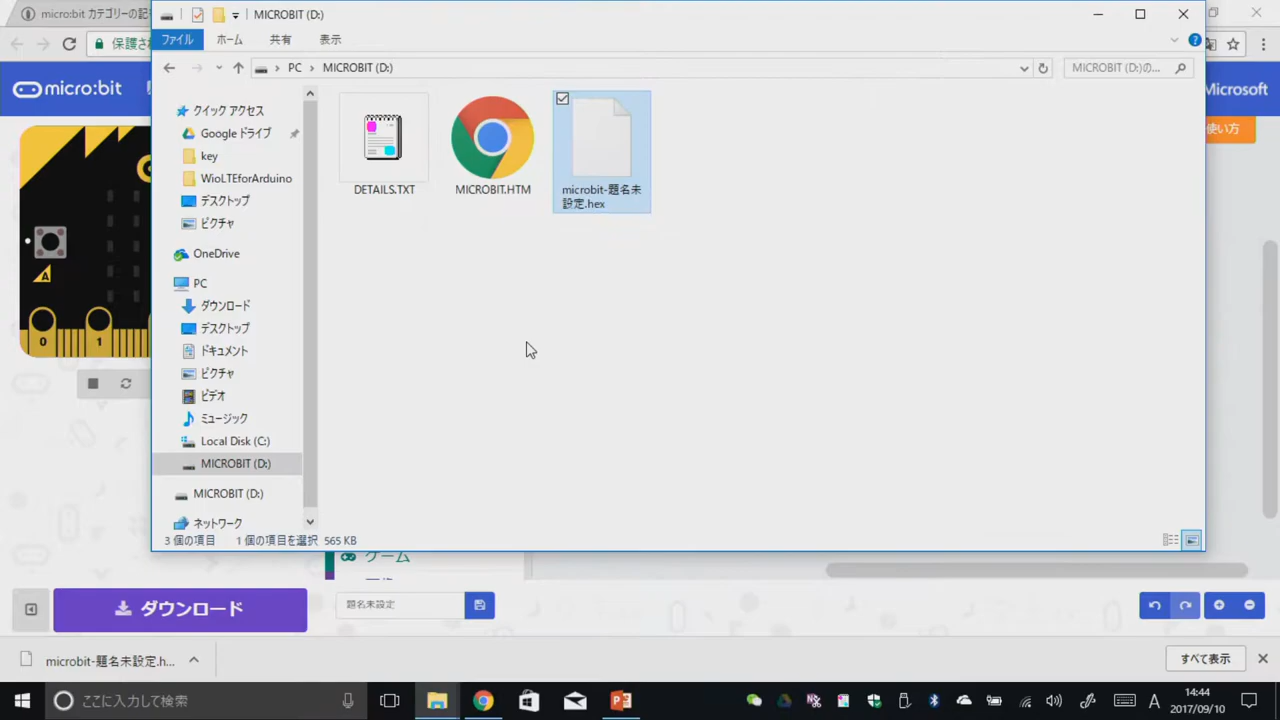 micro:bit カテゴリーの記
MICROBIT (D:)
ファイル
ホーム
共有
表示
保護さ
PC
MICROBIT (D:)
MICROBIT (D:)の...
micro:bit
Microsoft
使い方
クイック アクセス
Google ドライブ
key
WioLTEforArduino
デスクトップ
ピクチャ
OneDrive
PC
ダウンロード
デスクトップ
ドキュメント
ピクチャ
ビデオ
ミュージック
Local Disk (C:)
MICROBIT (D:)
MICROBIT (D:)
ネットワーク
DETAILS.TXT
MICROBIT.HTM
microbit-題名未
設定.hex
A
0
1
3 個の項目
1 個の項目を選択 565 KB
ゲーム
ダウンロード
題名未設定
microbit-題名未設定.h...
すべて表示
ここに入力して検索
A
14:44
2017/09/10